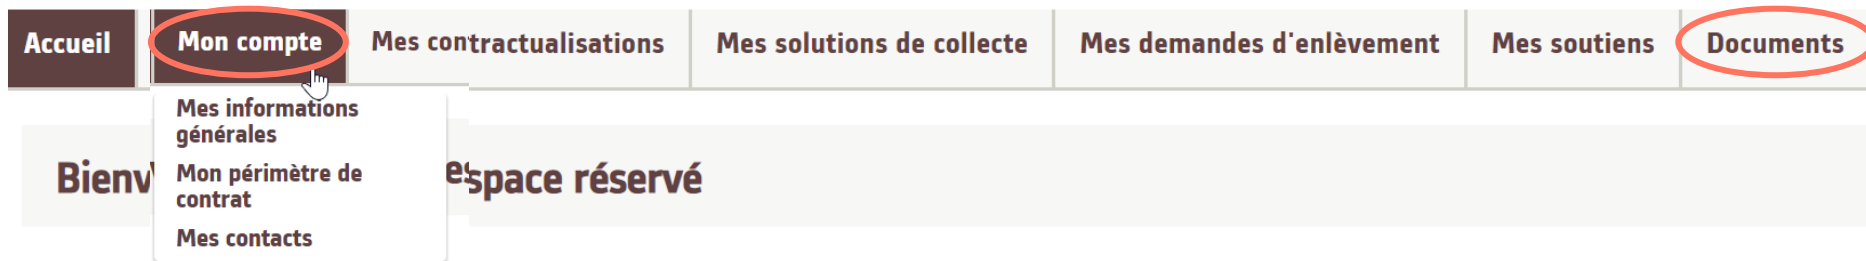 Accueil
Mon compte
Mes contractualisations
Mes solutions de collecte
Mes demandes d'enlèvement
Mes soutiens
Documents
Mes informations
générales
Mon périmètre de
contrat
Mes contacts
Bienv
espace réservé